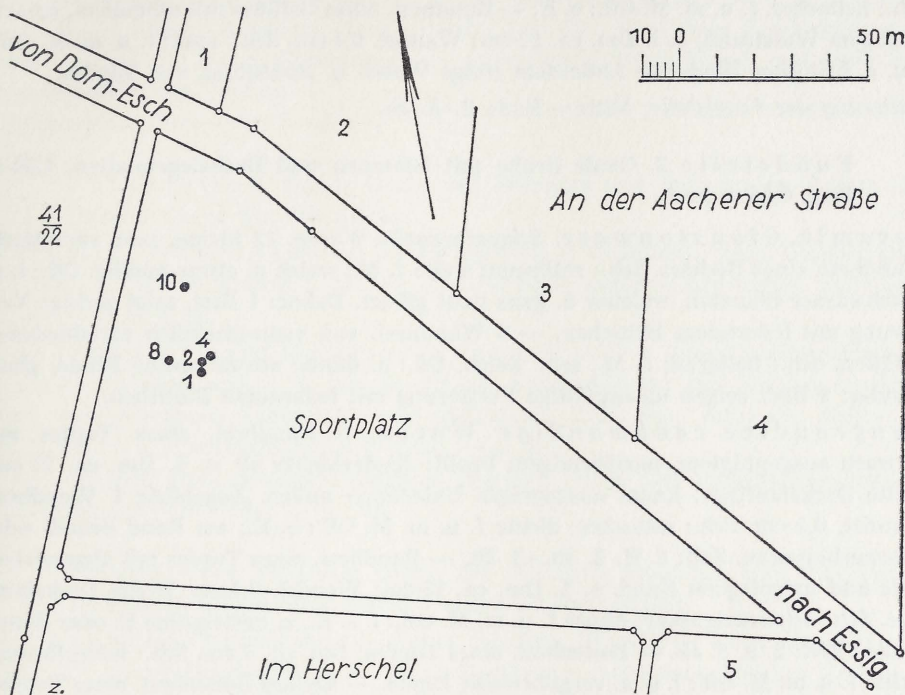 1
10 0 50 m
von Dom-Esch
2
An der Aachener Straße
41
22
10
3
4
8 2
1
Sportplatz
4
nach Essig
Im Herschel
5
z.